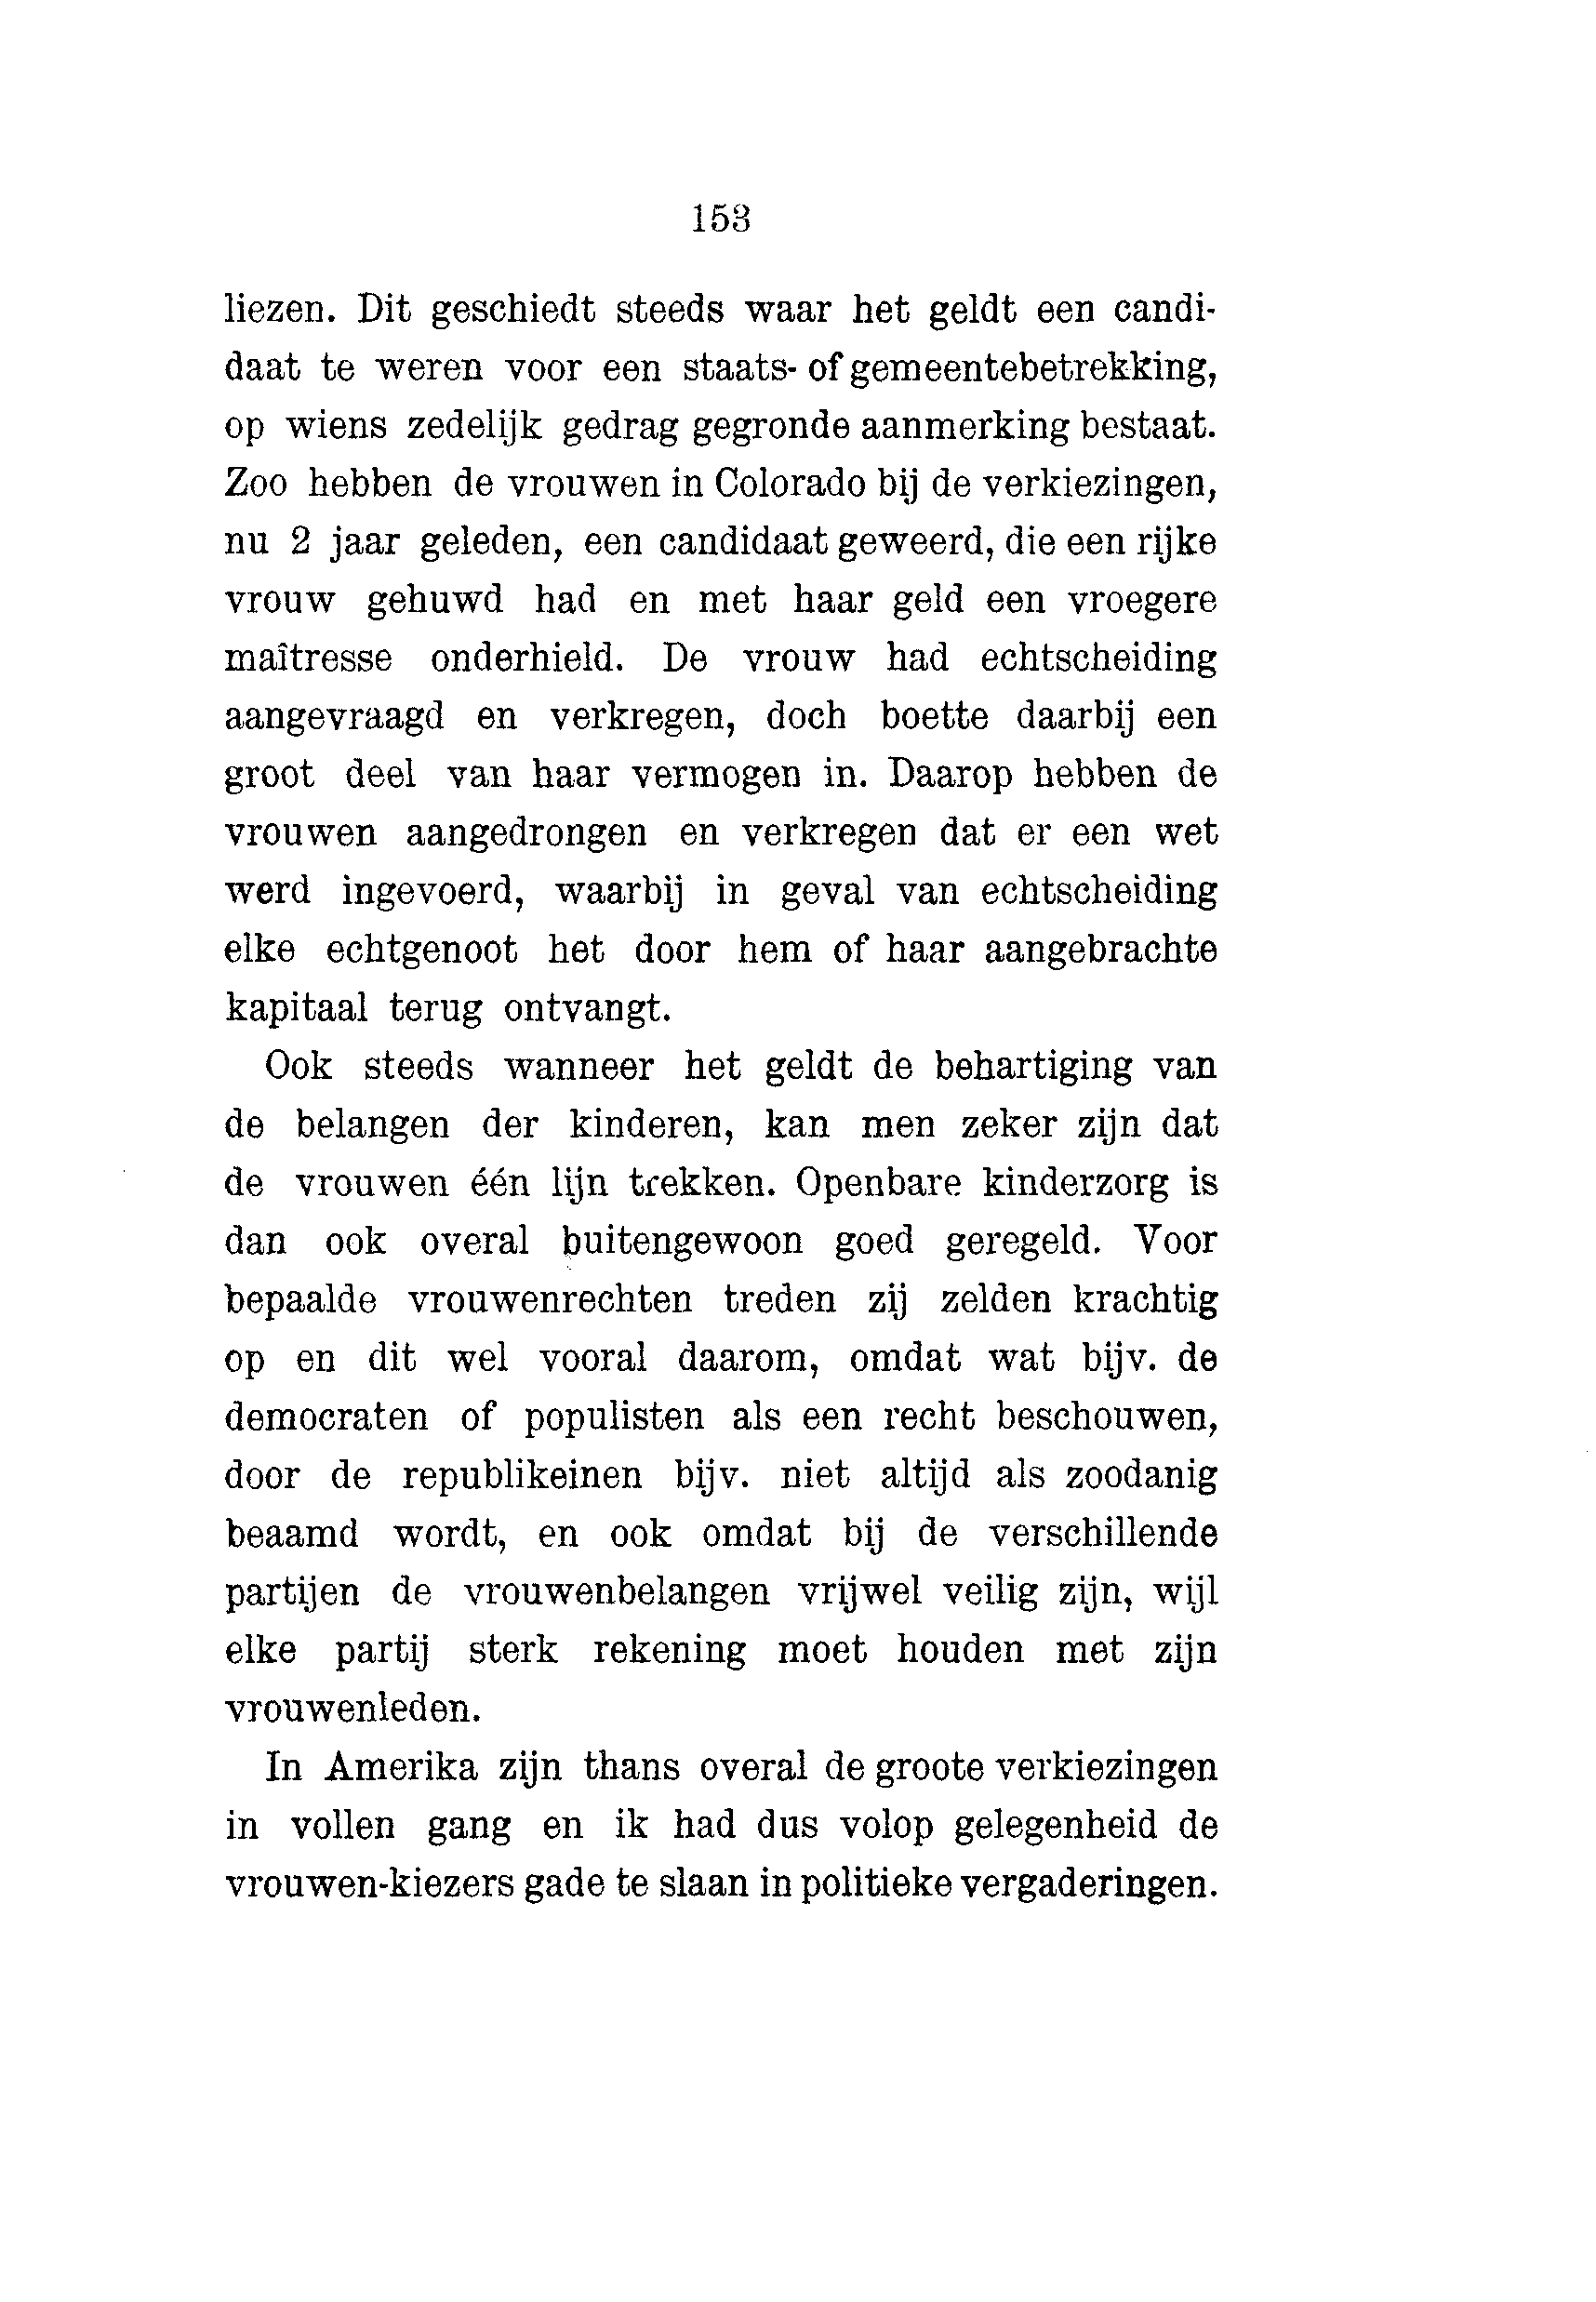 153
liezen. Dit geschiedt steeds waar het geldt een candi-
daat te weren voor een staats- of gemeentebetrekking,
op wiens zedelijk gedrag gegronde aanmerking bestaat.
Zoo hebben de vrouwen in Colorado bij de verkiezingen,
nu 2 jaar geleden, een candidaat geweerd, die een rijke
vrouw gehuwd had en met haar geld een vroegere
maîtresse onderhield. De vrouw had echtscheiding
aangevraagd en verkregen, doch boette daarbij een
groot deel van haar vermogen in. Daarop hebben de
vrouwen aangedrongen en verkregen dat er een wet
werd ingevoerd, waarbij in geval van echtscheiding
elke echtgenoot het door hem of haar aangebrachte
kapitaal terug ontvangt.
Ook steeds wanneer het geldt de behartiging van
de belangen der kinderen, kan men zeker zijn dat
de vrouwen één lijn trekken. Openbare kinderzorg is
dan ook overal buitengewoon goed geregeld. Voor
bepaalde vrouwenrechten treden zij zelden krachtig
op en dit wel vooral daarom, omdat wat bijv. de
democraten of populisten als een recht beschouwen,
door de republikeinen bijv. niet altijd als zoodanig
beaamd wordt, en ook omdat bij de verschillende
partijen de vrouwenbelangen vrijwel veilig zijn, wijl
elke partij sterk rekening moet houden met zijn
vrouwenleden.
In Amerika zijn thans overal de groote verkiezingen
in vollen gang en ik had dus volop gelegenheid de
vrouwen-kiezers gade te slaan in politieke vergaderingen.